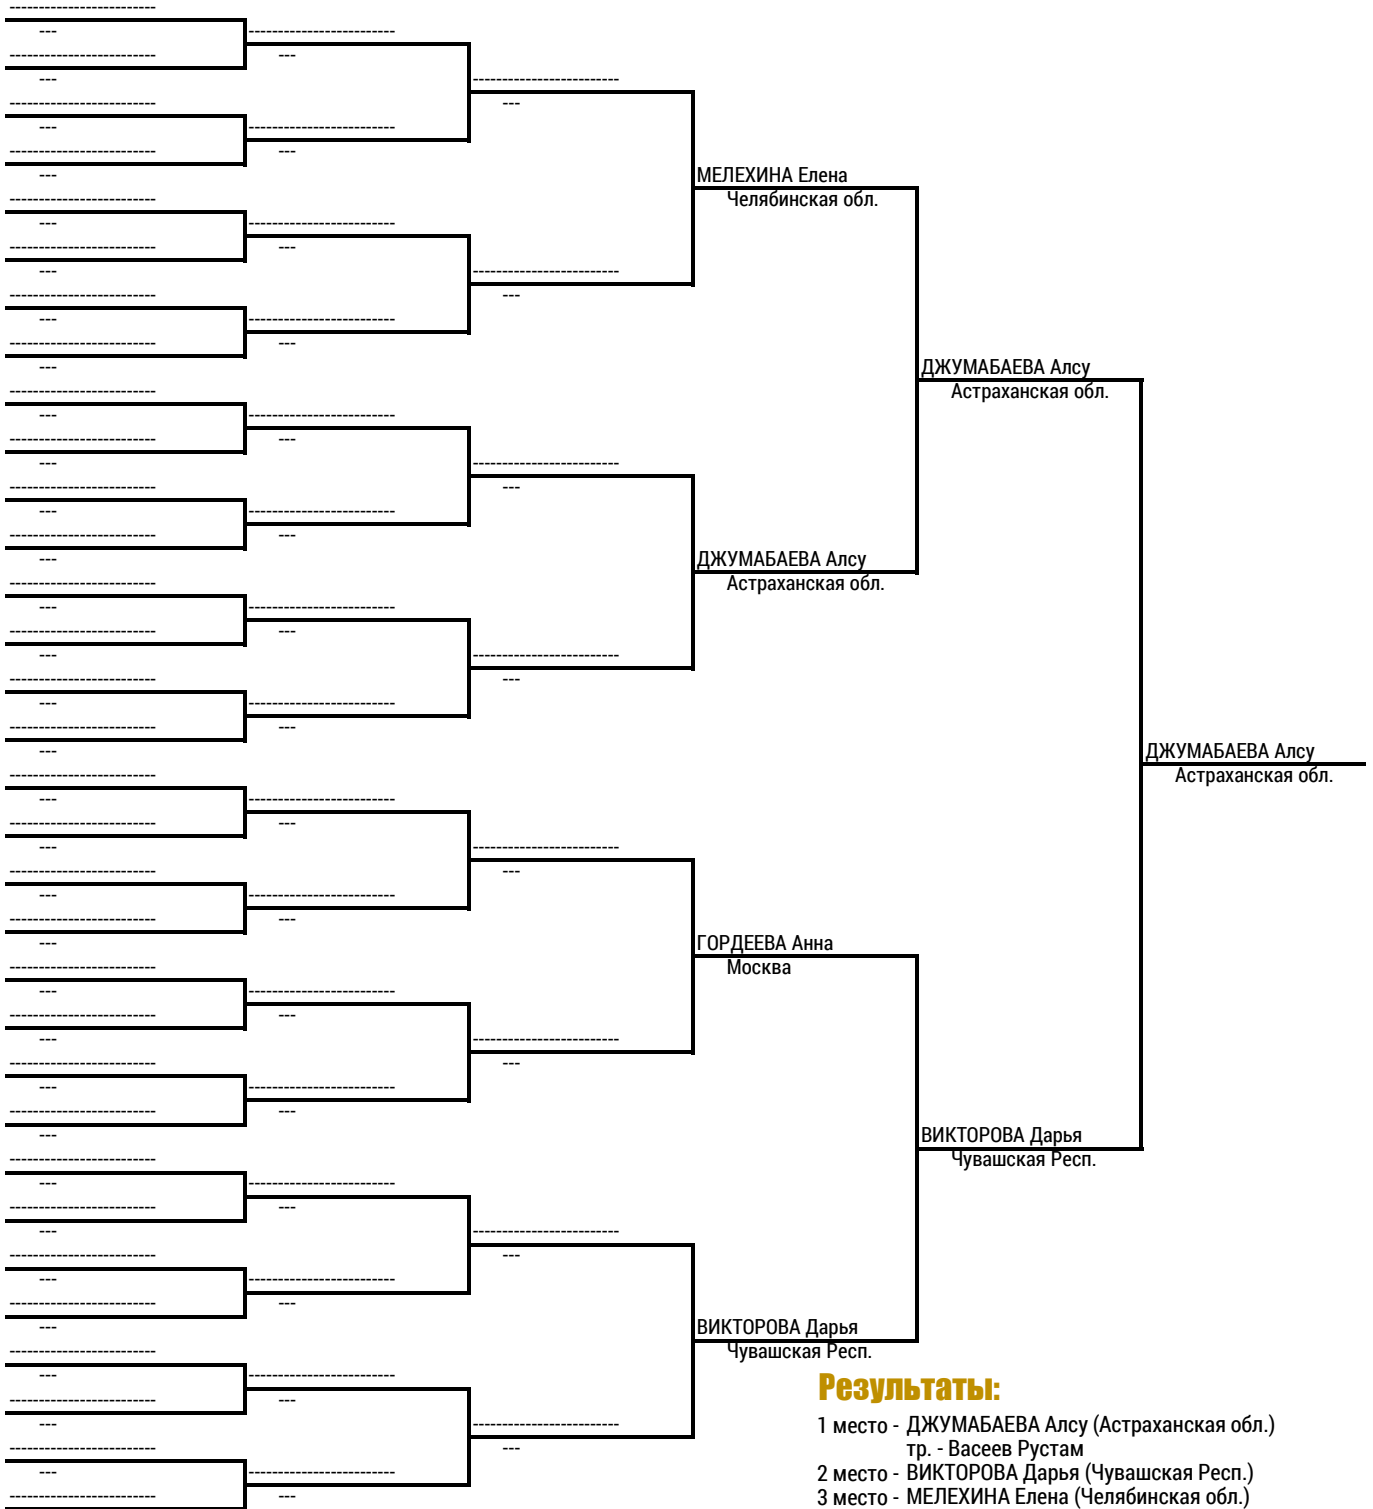 МЕЛЕХИНА Елена
Челябинская обл.
ДЖУМАБАЕВА Алсу
Астраханская обл.
ДЖУМАБАЕВА Алсу
Астраханская обл.
ДЖУМАБАЕВА Алсу
Астраханская обл.
ГОРДЕЕВА Анна
Москва
ВИКТОРОВА Дарья
Чувашская Респ.
ВИКТОРОВА Дарья
Чувашская Респ.
Результаты:
1 место - ДЖУМАБАЕВА Алсу (Астраханская обл.)
тр. - Васеев Рустам
2 место - ВИКТОРОВА Дарья (Чувашская Респ.)
3 место - МЕЛЕХИНА Елена (Челябинская обл.)